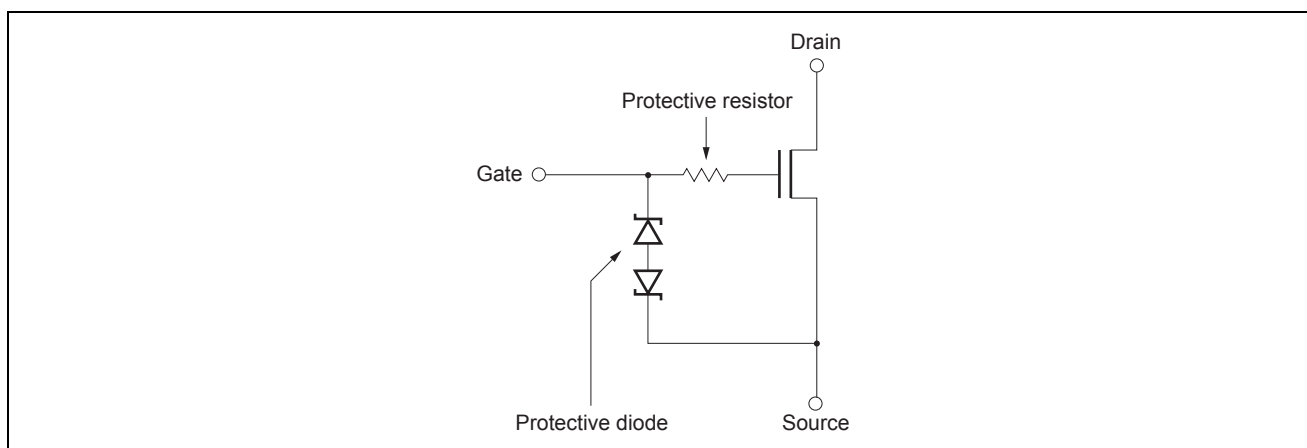 Drain
Protective resistor
Gate
Protective diode
Source